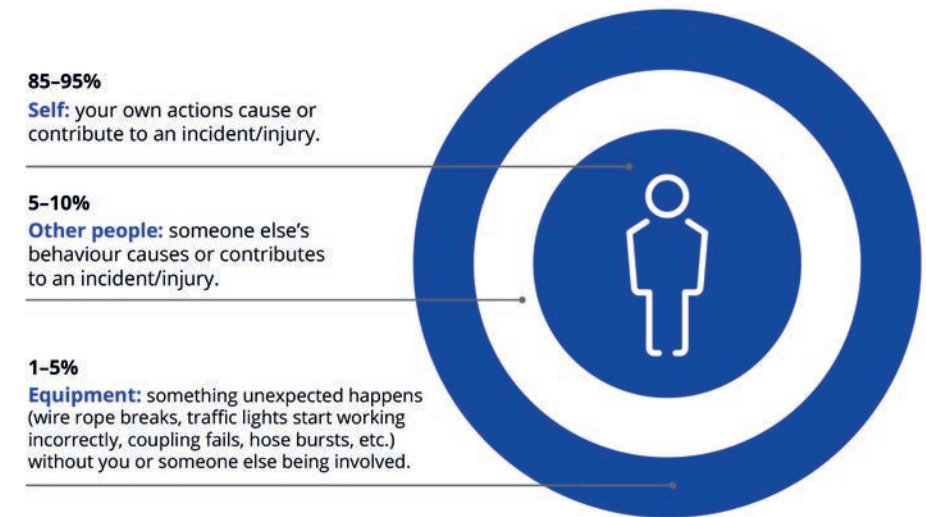 85–95%
Self: your own actions cause or
contribute to an incident/injury.
5–10%
Other people: someone else’s
behaviour causes or contributes
to an incident/injury.
1–5%
Equipment: something unexpected happens
(wire rope breaks, traffic lights start working
incorrectly, coupling fails, hose bursts, etc.)
without you or someone else being involved.